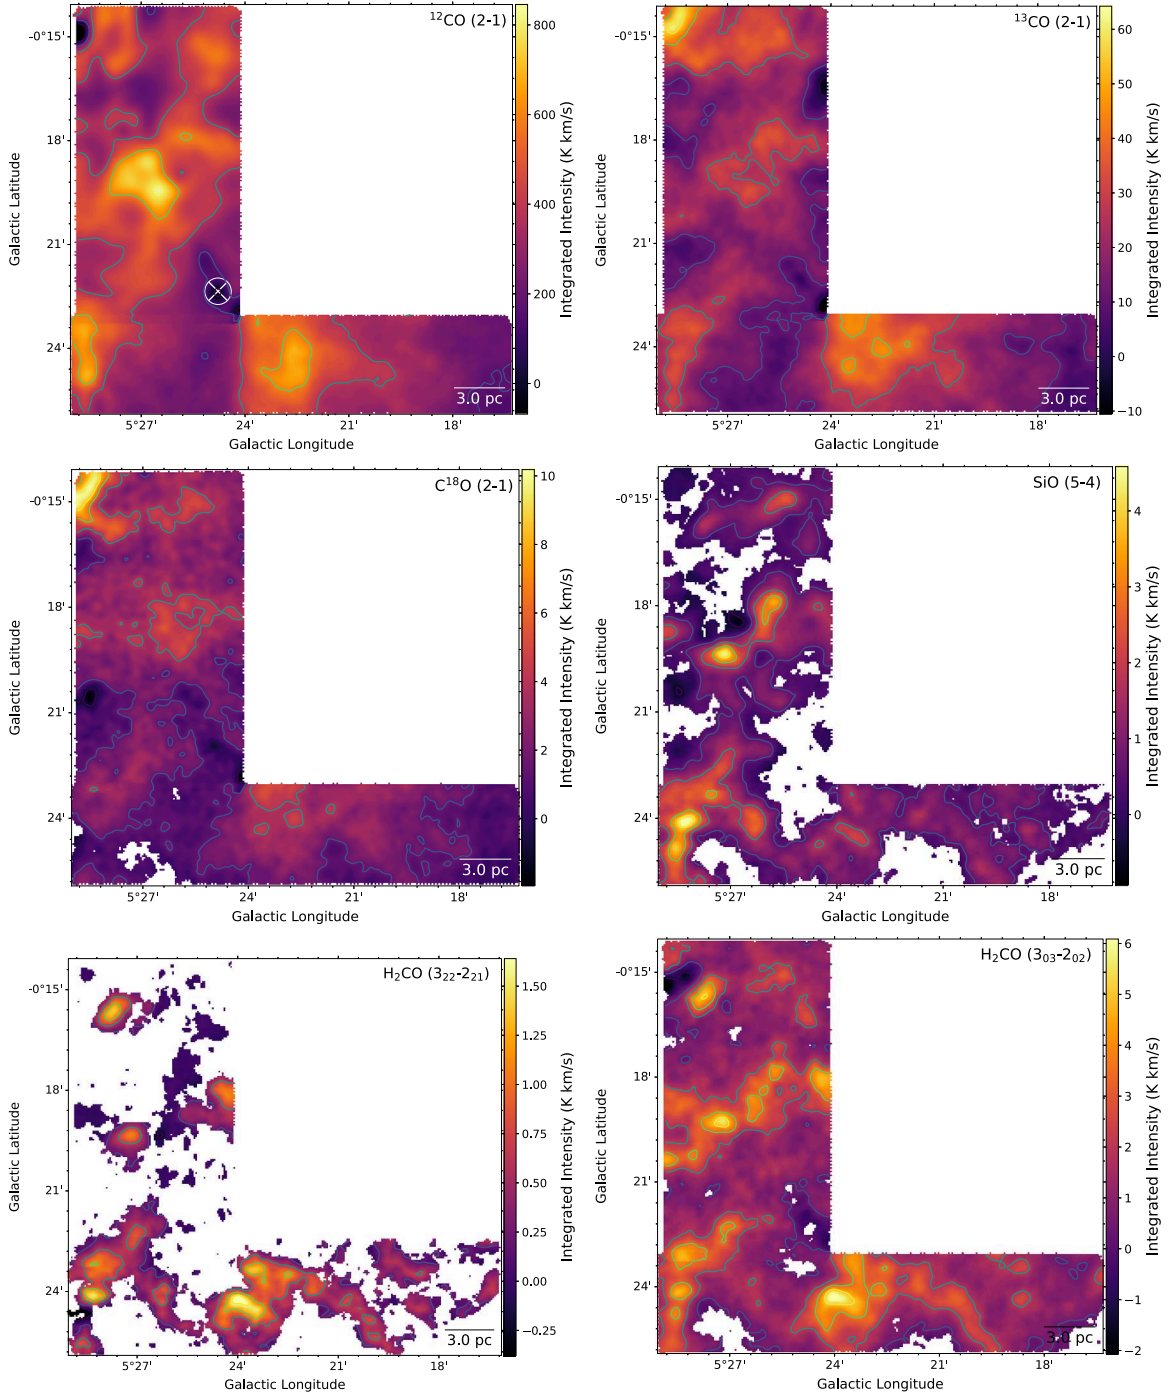 ¹²CO (2-1)
-0°15'
18'
21'
24'
Galactic Latitude
5°27'
24'
21'
18'
Galactic Longitude
3.0 pc
800
600
400
200
0
Integrated Intensity (K km/s)
¹³CO (2-1)
-0°15'
18'
21'
24'
Galactic Latitude
5°27'
24'
21'
18'
Galactic Longitude
3.0 pc
60
50
40
30
20
10
0
−10
Integrated Intensity (K km/s)
C¹⁸O (2-1)
-0°15'
18'
21'
24'
Galactic Latitude
5°27'
24'
21'
18'
Galactic Longitude
3.0 pc
10
8
6
4
2
0
Integrated Intensity (K km/s)
SiO (5-4)
-0°15'
18'
21'
24'
Galactic Latitude
5°27'
24'
21'
18'
Galactic Longitude
3.0 pc
4
3
2
1
0
Integrated Intensity (K km/s)
H₂CO (3₂₂-2₂₁)
-0°15'
18'
21'
24'
Galactic Latitude
5°27'
24'
21'
18'
Galactic Longitude
3.0 pc
1.50
1.25
1.00
0.75
0.50
0.25
0.00
−0.25
Integrated Intensity (K km/s)
H₂CO (3₀₃-2₀₂)
-0°15'
18'
21'
24'
Galactic Latitude
5°27'
24'
21'
18'
Galactic Longitude
3.0 pc
6
5
4
3
2
1
0
−1
−2
Integrated Intensity (K km/s)